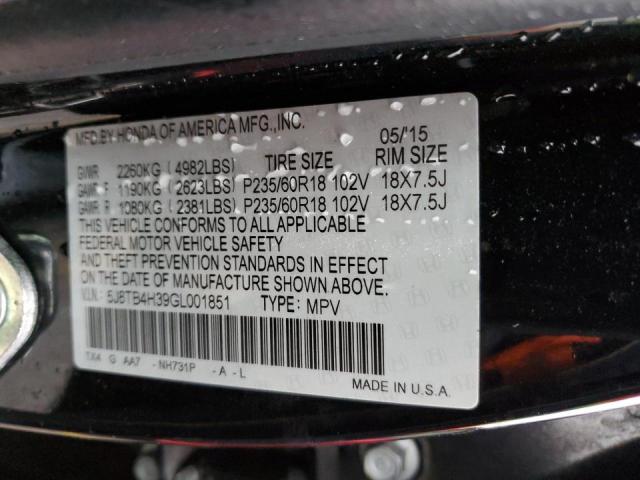 MFD.BY HONDA OF AMERICA MFG.,INC. 05/'15
GVWR 2260KG (4982LBS) TIRE SIZE RIM SIZE
GAWR F 1190KG (2623LBS) P235/60R18 102V 18X7.5J
GAWR R 1080KG (2381LBS) P235/60R18 102V 18X7.5J
THIS VEHICLE CONFORMS TO ALL APPLICABLE
FEDERAL MOTOR VEHICLE SAFETY
AND THEFT PREVENTION STANDARDS IN EFFECT
ON THE DATE OF MANUFACTURE SHOWN ABOVE.
V.I.N.: 5J8TB4H39GL001851 TYPE: MPV
TX4 G AA7 - NH731P - A - L
MADE IN U.S.A.